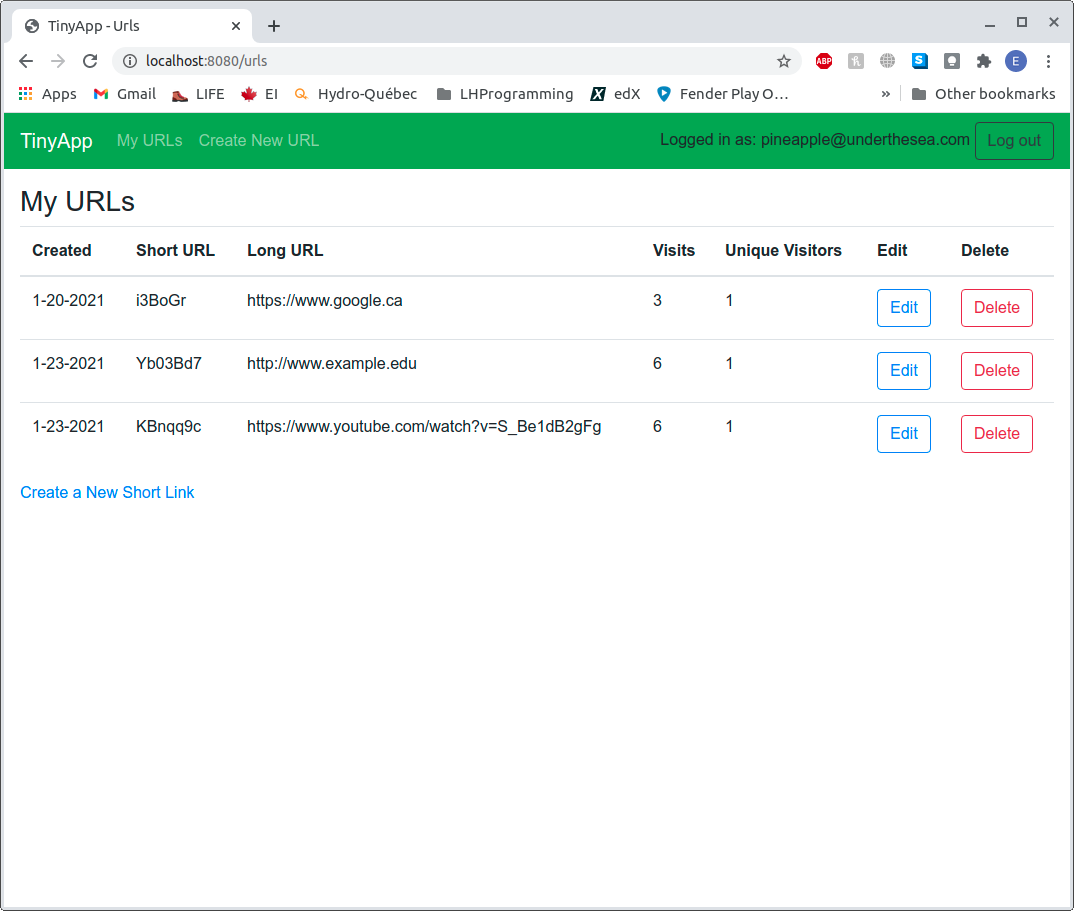 TinyApp - Urls
localhost:8080/urls
ABP S E
Apps Gmail LIFE EI Hydro-Québec LHProgramming X edX Fender Play O… » Other bookmarks
TinyApp My URLs Create New URL Logged in as: pineapple@underthesea.com Log out
My URLs
Created Short URL Long URL Visits Unique Visitors Edit Delete
1-20-2021 i3BoGr https://www.google.ca 3 1 Edit Delete
1-23-2021 Yb03Bd7 http://www.example.edu 6 1 Edit Delete
1-23-2021 KBnqq9c https://www.youtube.com/watch?v=S_Be1dB2gFg 6 1 Edit Delete
Create a New Short Link